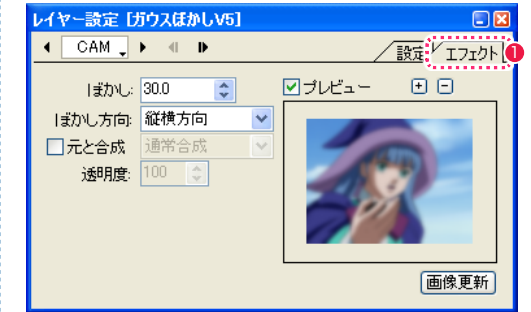 レイヤー設定 [ガウスぼかしV5]
CAM
設定 エフェクト 1
ぼかし: 30.0
プレビュー
ぼかし方向: 縦横方向
元と合成 通常合成
透明度: 100
画像更新